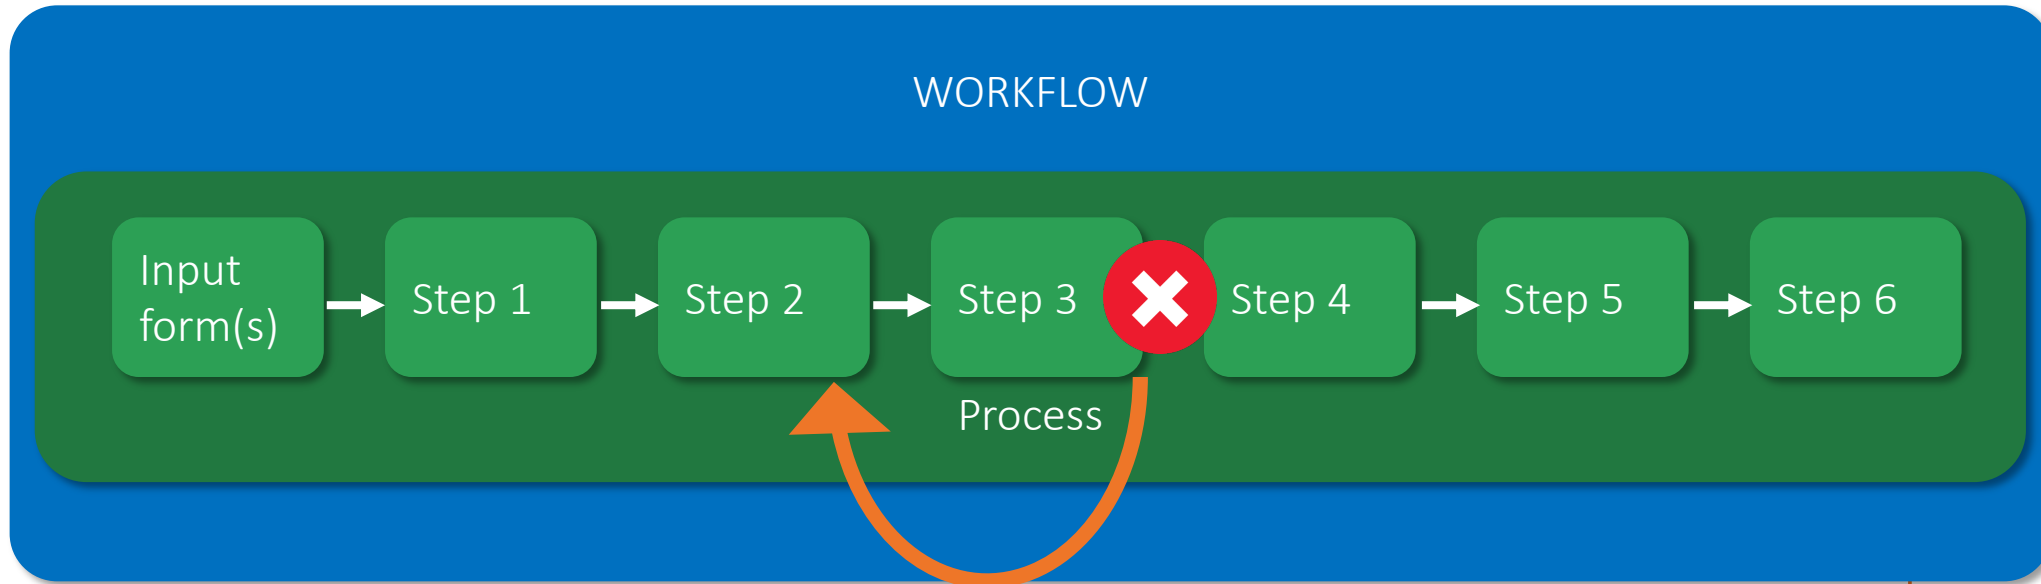 WORKFLOW
Input
form(s)
Step 1
Step 2
Step 3
Step 4
Step 5
Step 6
Process